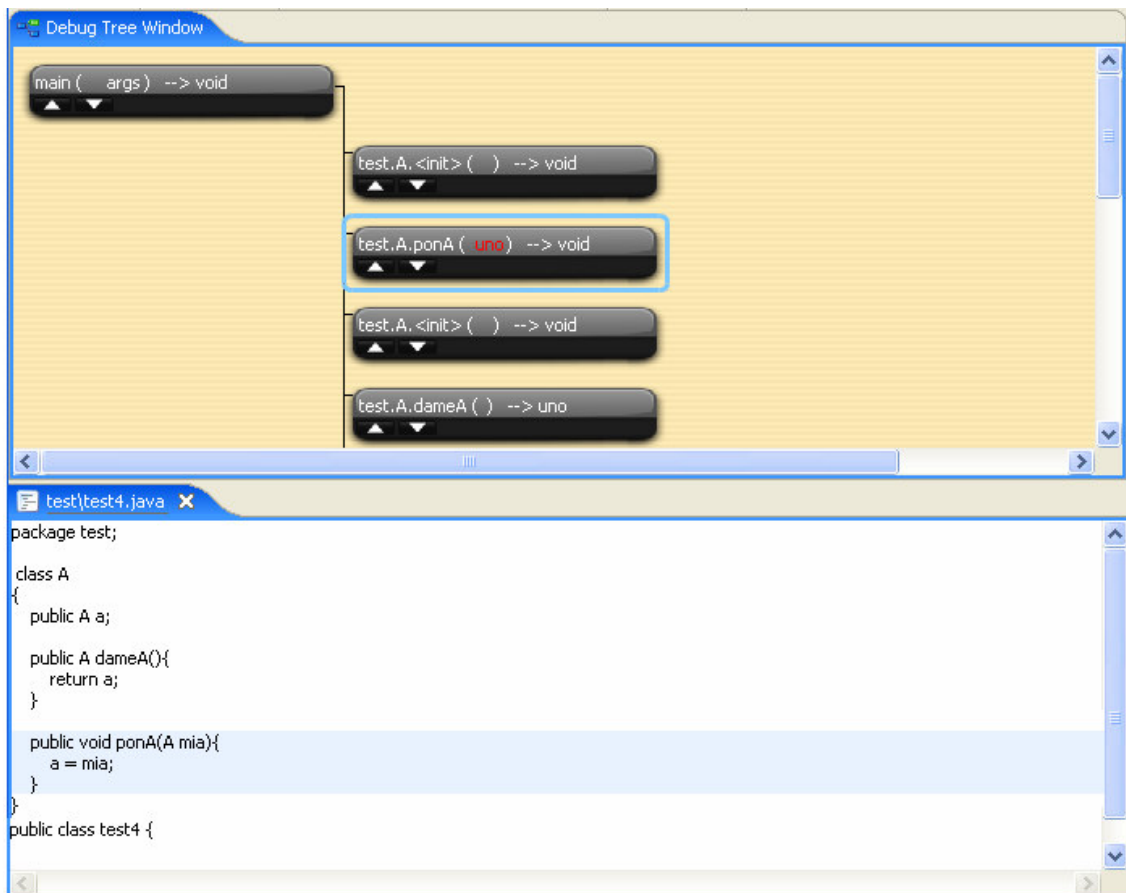 Debug Tree Window
main ( args ) --> void
test.A.<init> ( ) --> void
test.A.ponA ( uno ) --> void
test.A.<init> ( ) --> void
test.A.dameA ( ) --> uno
test\test4.java
package test;
class A
{
public A a;
public A dameA(){
return a;
}
public void ponA(A mia){
a = mia;
}
}
public class test4 {